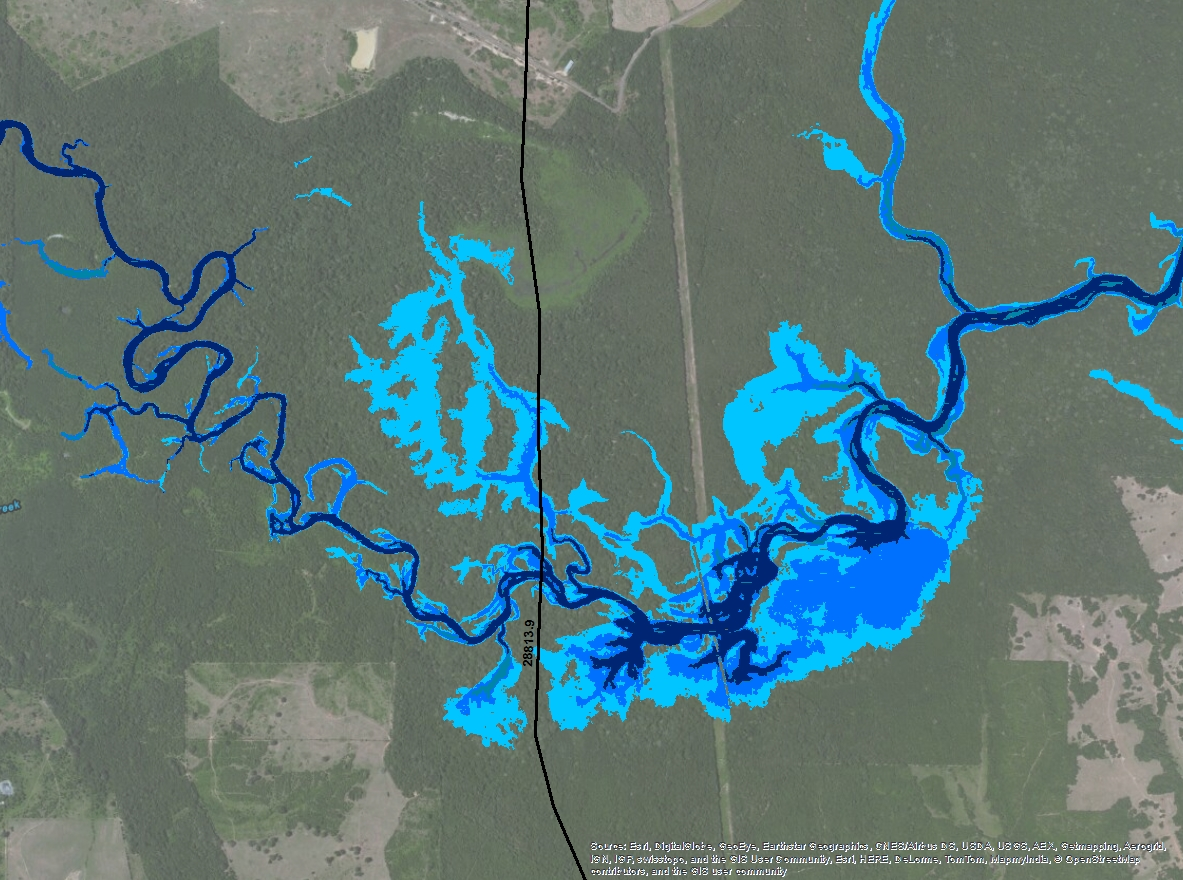 28813.9
Source: Esri, DigitalGlobe, GeoEye, Earthstar Geographics, CNES/Airbus DS, USDA, USGS, AEX, Getmapping, Aerogrid,
IGN, IGP, swisstopo, and the GIS User Community, Esri, HERE, DeLorme, TomTom, MapmyIndia, © OpenStreetMap
contributors, and the GIS user community